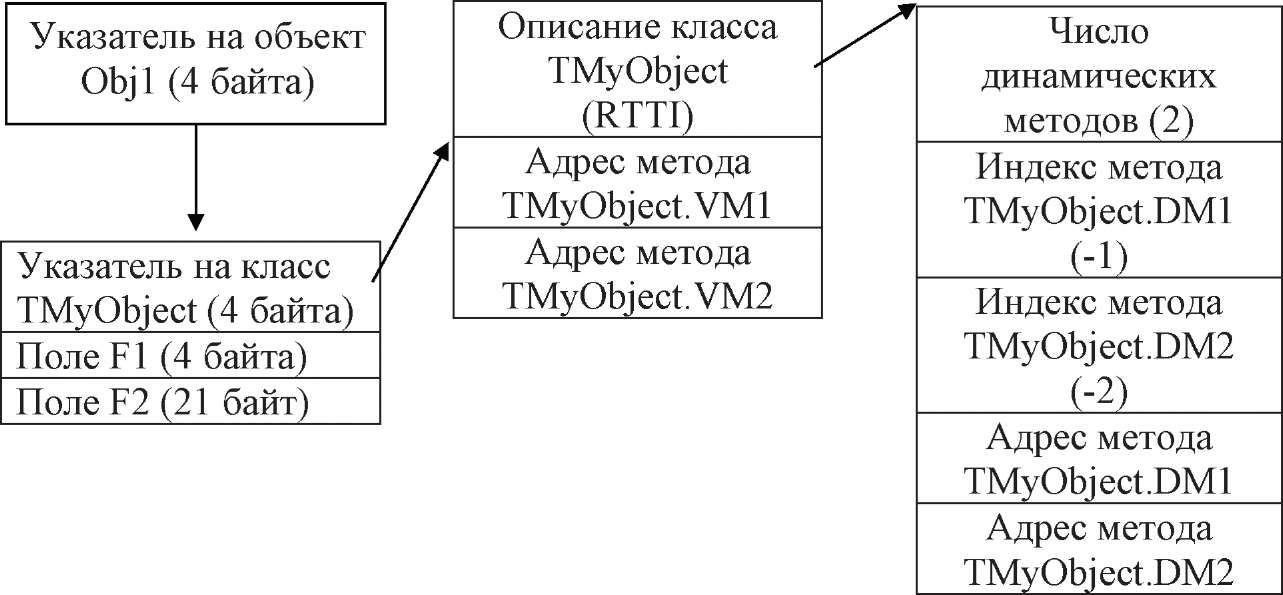 Указатель на объект
Obj1 (4 байта)
Указатель на класс
TMyObject (4 байта)
Поле F1 (4 байта)
Поле F2 (21 байт)
Описание класса
TMyObject
(RTTI)
Адрес метода
TMyObject.VM1
Адрес метода
TMyObject.VM2
Число
динамических
методов (2)
Индекс метода
TMyObject.DM1
(-1)
Индекс метода
TMyObject.DM2
(-2)
Адрес метода
TMyObject.DM1
Адрес метода
TMyObject.DM2